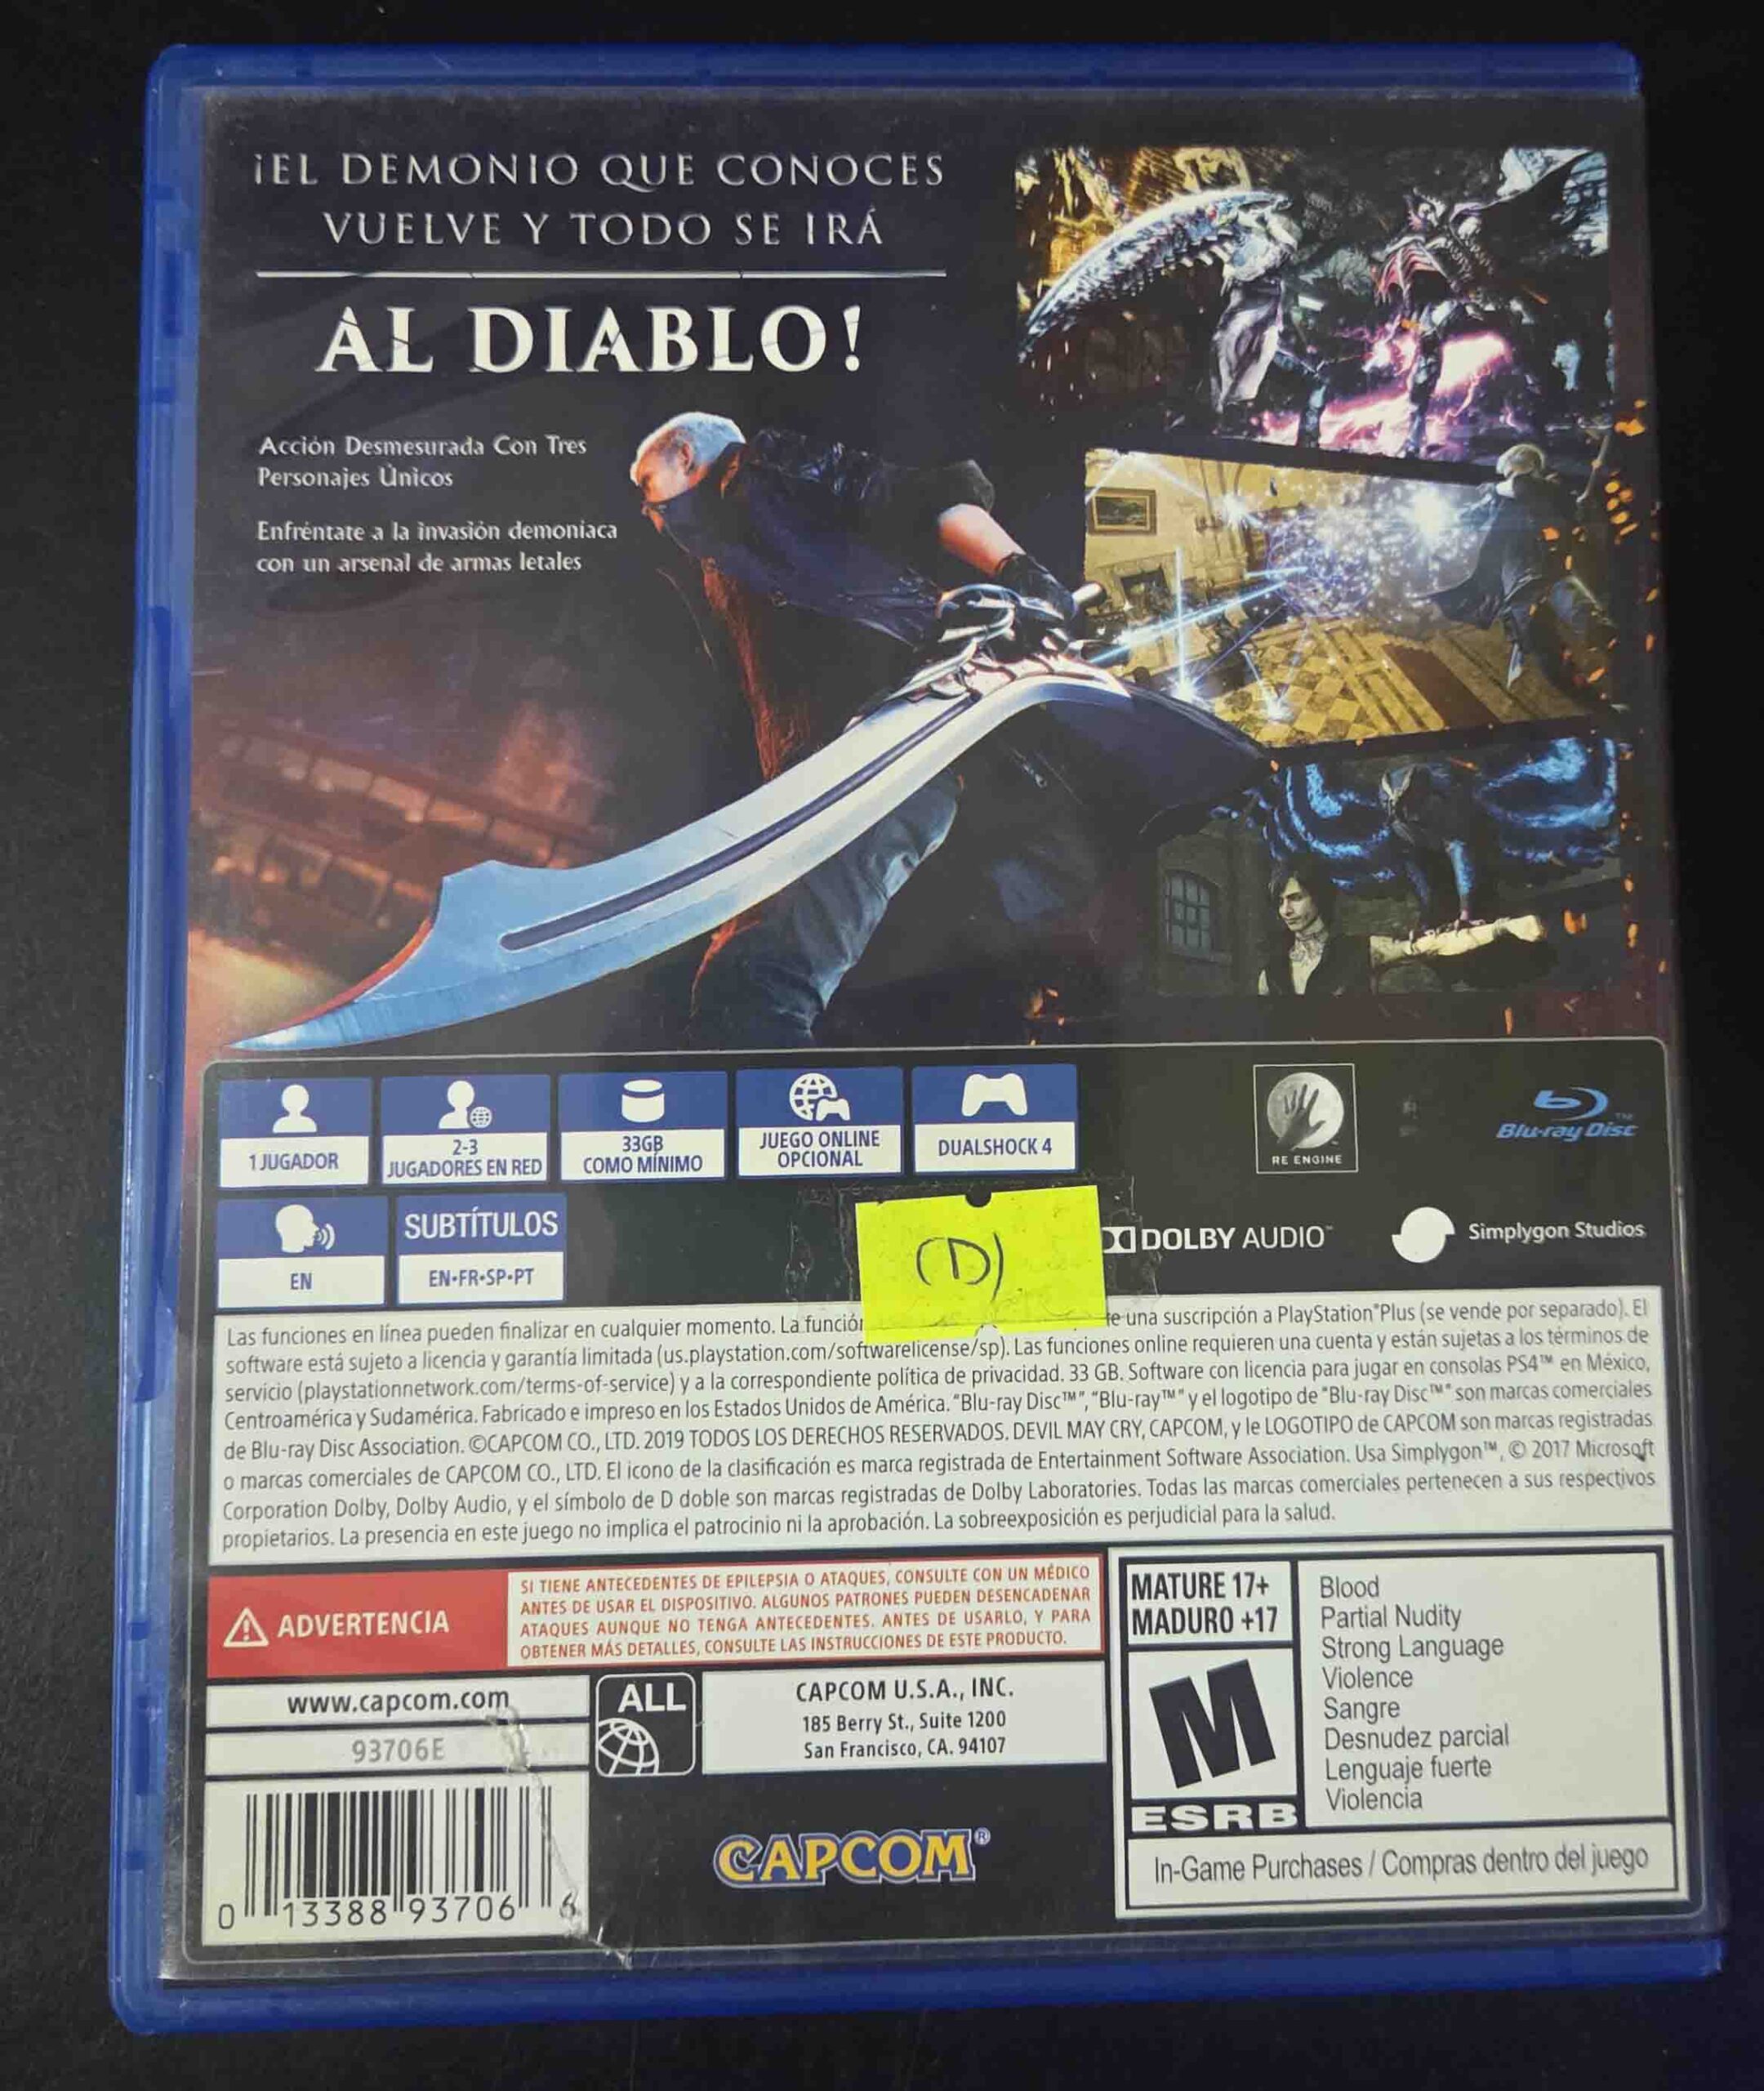 ¡EL DEMONIO QUE CONOCES
VUELVE Y TODO SE IRÁ
AL DIABLO!
Acción Desmesurada Con Tres
Personajes Únicos
Enfréntate a la invasión demoníaca
con un arsenal de armas letales
1 JUGADOR
2-3
JUGADORES EN RED
33GB
COMO MÍNIMO
JUEGO ONLINE
OPCIONAL
DUALSHOCK 4
RE ENGINE
Blu-ray Disc™
EN
SUBTÍTULOS
EN•FR•SP•PT
(D)
DOLBY AUDIO™
Simplygon Studios
Las funciones en línea pueden finalizar en cualquier momento. La función una suscripción a PlayStation®Plus (se vende por separado). El
software está sujeto a licencia y garantía limitada (us.playstation.com/softwarelicense/sp). Las funciones online requieren una cuenta y están sujetas a los términos de
servicio (playstationnetwork.com/terms-of-service) y a la correspondiente política de privacidad. 33 GB. Software con licencia para jugar en consolas PS4™ en México,
Centroamérica y Sudamérica. Fabricado e impreso en los Estados Unidos de América. “Blu-ray Disc™”, “Blu-ray™” y el logotipo de “Blu-ray Disc™” son marcas comerciales
de Blu-ray Disc Association. ©CAPCOM CO., LTD. 2019 TODOS LOS DERECHOS RESERVADOS. DEVIL MAY CRY, CAPCOM, y le LOGOTIPO de CAPCOM son marcas registradas
o marcas comerciales de CAPCOM CO., LTD. El icono de la clasificación es marca registrada de Entertainment Software Association. Usa Simplygon™, © 2017 Microsoft
Corporation Dolby, Dolby Audio, y el símbolo de D doble son marcas registradas de Dolby Laboratories. Todas las marcas comerciales pertenecen a sus respectivos
propietarios. La presencia en este juego no implica el patrocinio ni la aprobación. La sobreexposición es perjudicial para la salud.
ADVERTENCIA
SI TIENE ANTECEDENTES DE EPILEPSIA O ATAQUES, CONSULTE CON UN MÉDICO
ANTES DE USAR EL DISPOSITIVO. ALGUNOS PATRONES PUEDEN DESENCADENAR
ATAQUES AUNQUE NO TENGA ANTECEDENTES. ANTES DE USARLO, Y PARA
OBTENER MÁS DETALLES, CONSULTE LAS INSTRUCCIONES DE ESTE PRODUCTO.
www.capcom.com
93706E
ALL
CAPCOM U.S.A., INC.
185 Berry St., Suite 1200
San Francisco, CA. 94107
0 13388 93706 6
CAPCOM®
MATURE 17+
MADURO +17
M
ESRB
Blood
Partial Nudity
Strong Language
Violence
Sangre
Desnudez parcial
Lenguaje fuerte
Violencia
In-Game Purchases / Compras dentro del juego